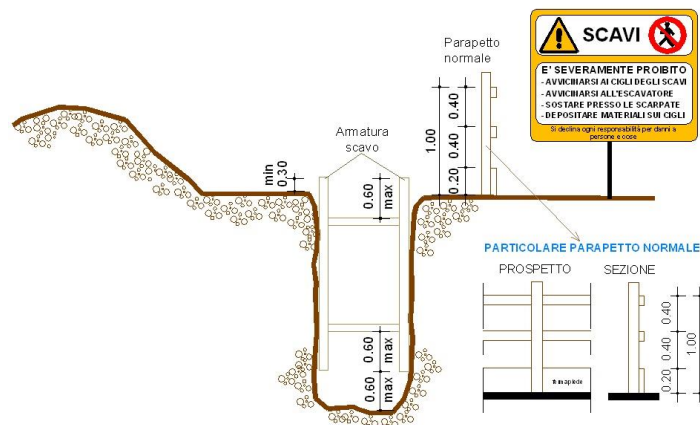 SCAVI
E' SEVERAMENTE PROIBITO
- AVVICINARSI AI CIGLI DEGLI SCAVI
- AVVICINARSI ALL'ESCAVATORE
- SOSTARE PRESSO LE SCARPATE
- DEPOSITARE MATERIALI SUI CIGLI
Si declina ogni responsabilità per danni a
persone e cose
Parapetto
normale
1.00
0.40
0.40
0.20
Armatura
scavo
min
0.30
0.60
max
0.60
max
0.60
max
PARTICOLARE PARAPETTO NORMALE
PROSPETTO
SEZIONE
0.40
0.40
0.20
1.00